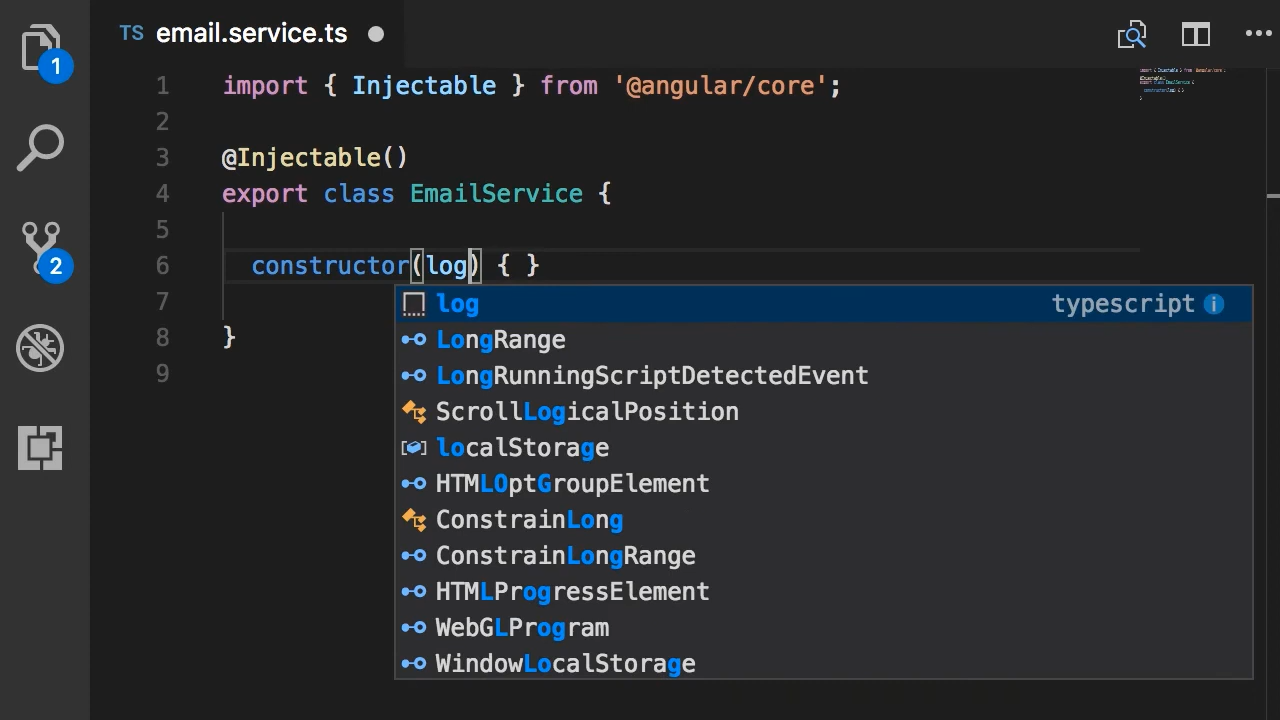 TS email.service.ts
1
1 import { Injectable } from '@angular/core';
2
3 @Injectable()
4 export class EmailService {
5
2
6 constructor(log) { }
7
8 }
9
log typescript
LongRange
LongRunningScriptDetectedEvent
ScrollLogicalPosition
localStorage
HTMLOptGroupElement
ConstrainLong
ConstrainLongRange
HTMLProgressElement
WebGLProgram
WindowLocalStorage